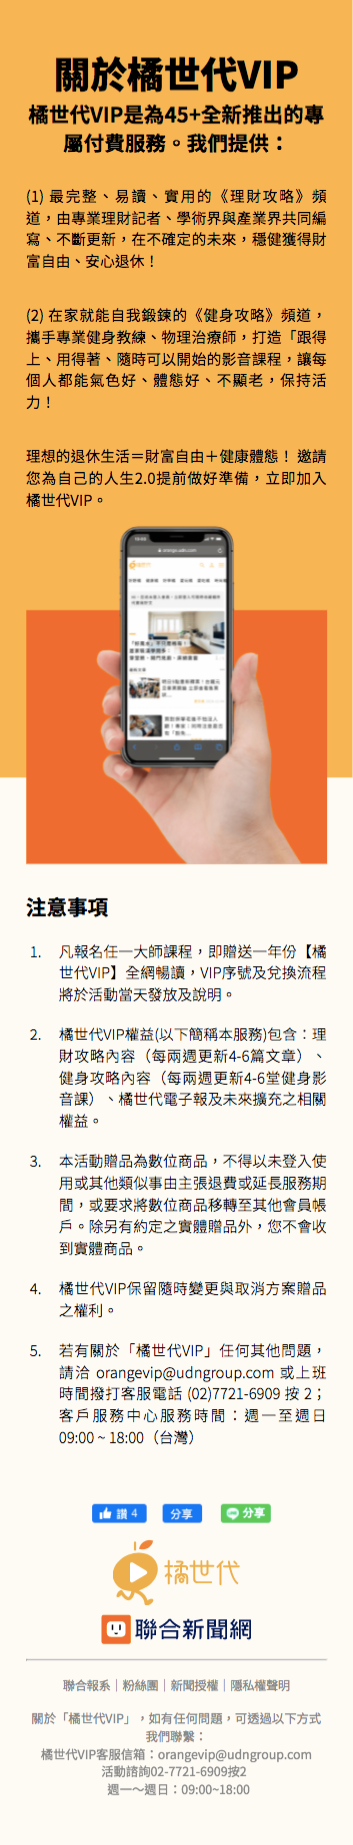 關於橘世代VIP
橘世代VIP是為45+全新推出的專
屬付費服務。我們提供：
(1) 最完整、易讀、實用的《理財攻略》頻
道，由專業理財記者、學術界與產業界共同編
寫、不斷更新，在不確定的未來，穩健獲得財
富自由、安心退休！
(2) 在家就能自我鍛鍊的《健身攻略》頻道，
攜手專業健身教練、物理治療師，打造「跟得
上、用得著、隨時可以開始的影音課程，讓每
個人都能氣色好、體態好、不顯老，保持活
力！
理想的退休生活＝財富自由＋健康體態！ 邀請
您為自己的人生2.0提前做好準備，立即加入
橘世代VIP。
注意事項
1. 凡報名任一大師課程，即贈送一年份【橘
世代VIP】全網暢讀，VIP序號及兌換流程
將於活動當天發放及說明。
2. 橘世代VIP權益(以下簡稱本服務)包含：理
財攻略內容（每兩週更新4-6篇文章）、
健身攻略內容（每兩週更新4-6堂健身影
音課）、橘世代電子報及未來擴充之相關
權益。
3. 本活動贈品為數位商品，不得以未登入使
用或其他類似事由主張退費或延長服務期
間，或要求將數位商品移轉至其他會員帳
戶。除另有約定之實體贈品外，您不會收
到實體商品。
4. 橘世代VIP保留隨時變更與取消方案贈品
之權利。
5. 若有關於「橘世代VIP」任何其他問題，
請洽 orangevip@udngroup.com 或上班
時間撥打客服電話 (02)7721-6909 按 2；
客戶服務中心服務時間：週一至週日
09:00 ~ 18:00（台灣）
讚 4 分享 分享
橘世代
聯合新聞網
聯合報系｜粉絲團｜新聞授權｜隱私權聲明
關於「橘世代VIP」，如有任何問題，可透過以下方式
我們聯繫：
橘世代VIP客服信箱：orangevip@udngroup.com
活動諮詢02-7721-6909按2
週一～週日：09:00~18:00